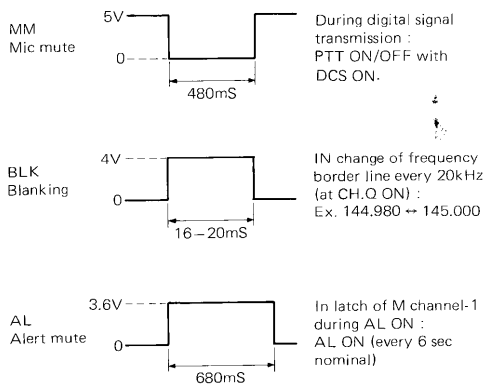 MM
Mic mute
5V
0
480mS
During digital signal
transmission :
PTT ON/OFF with
DCS ON.
BLK
Blanking
4V
0
16–20mS
IN change of frequency
border line every 20kHz
(at CH.Q ON) :
Ex. 144.980 ↔ 145.000
AL
Alert mute
3.6V
0
680mS
In latch of M channel-1
during AL ON :
AL ON (every 6 sec
nominal)